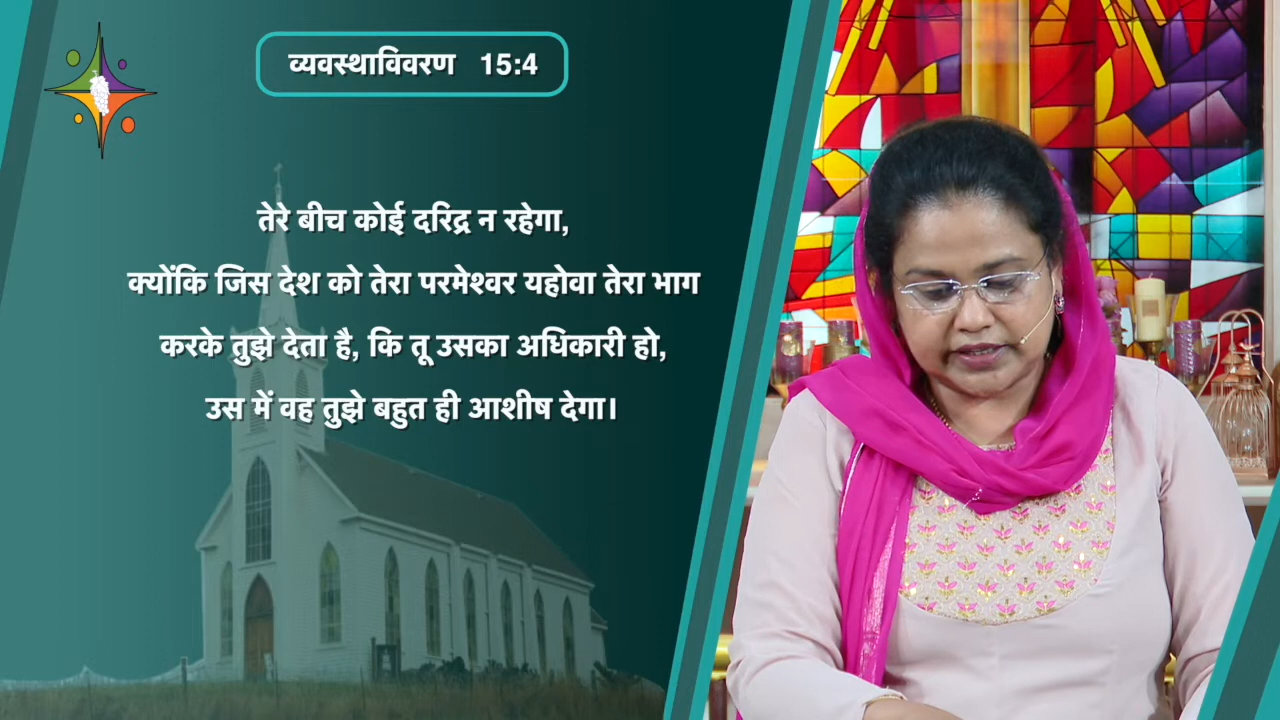 व्यवस्थाविवरण 15:4
तेरे बीच कोई दरिद्र न रहेगा,
क्योंकि जिस देश को तेरा परमेश्वर यहोवा तेरा भाग
करके तुझे देता है, कि तू उसका अधिकारी हो,
उस में वह तुझे बहुत ही आशीष देगा।